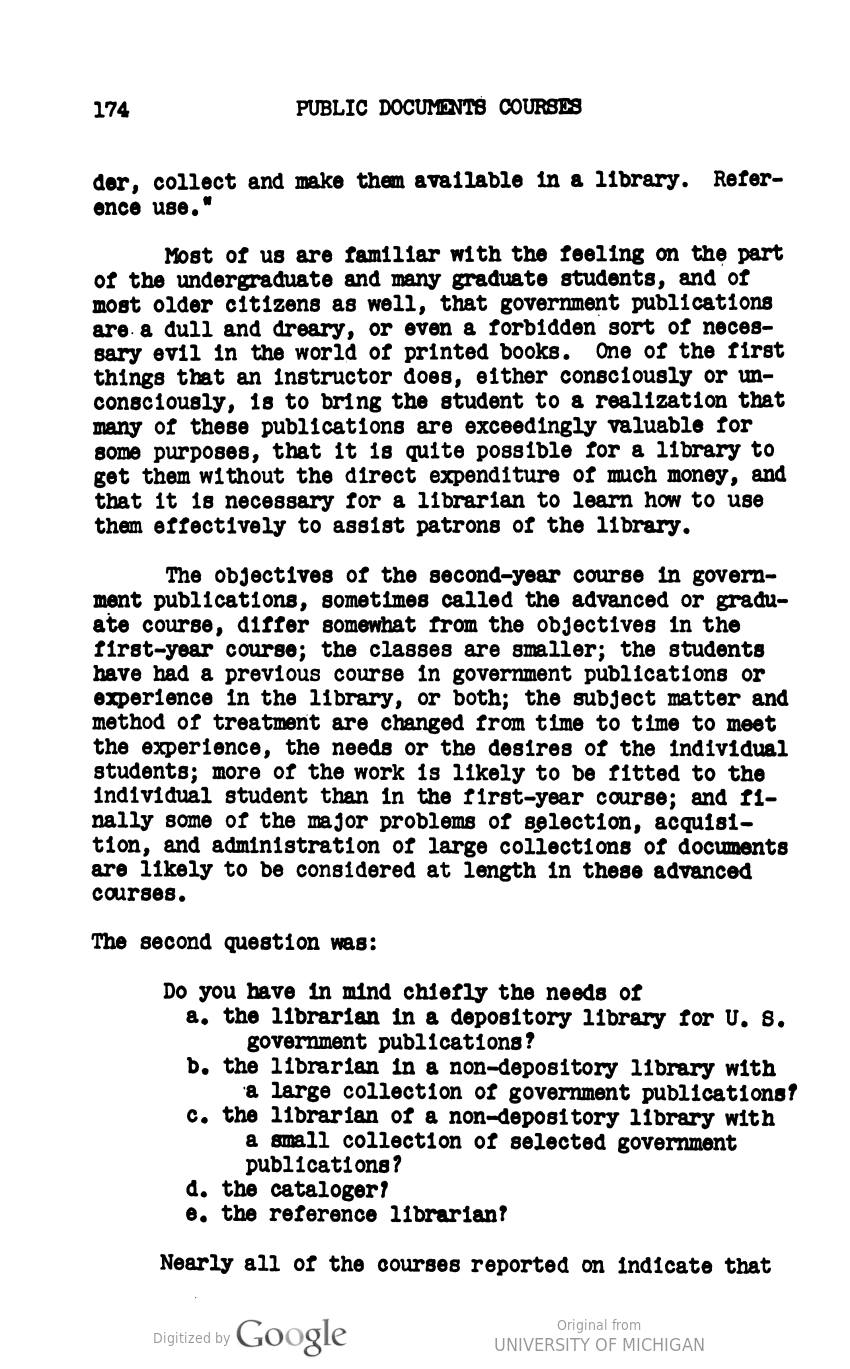 174 PUBLIC DOCUMENTS COURSES
der, collect and make them available in a library. Refer-
ence use."
Most of us are familiar with the feeling on the part
of the undergraduate and many graduate students, and of
most older citizens as well, that government publications
are a dull and dreary, or even a forbidden sort of neces-
sary evil in the world of printed books. One of the first
things that an instructor does, either consciously or un-
consciously, is to bring the student to a realization that
many of these publications are exceedingly valuable for
some purposes, that it is quite possible for a library to
get them without the direct expenditure of much money, and
that it is necessary for a librarian to learn how to use
them effectively to assist patrons of the library.
The objectives of the second-year course in govern-
ment publications, sometimes called the advanced or gradu-
ate course, differ somewhat from the objectives in the
first-year course; the classes are smaller; the students
have had a previous course in government publications or
experience in the library, or both; the subject matter and
method of treatment are changed from time to time to meet
the experience, the needs or the desires of the individual
students; more of the work is likely to be fitted to the
individual student than in the first-year course; and fi-
nally some of the major problems of selection, acquisi-
tion, and administration of large collections of documents
are likely to be considered at length in these advanced
courses.
The second question was:
Do you have in mind chiefly the needs of
a. the librarian in a depository library for U. S.
government publications?
b. the librarian in a non-depository library with
a large collection of government publications?
c. the librarian of a non-depository library with
a small collection of selected government
publications?
d. the cataloger?
e. the reference librarian?
Nearly all of the courses reported on indicate that
Digitized by Google
Original from
UNIVERSITY OF MICHIGAN